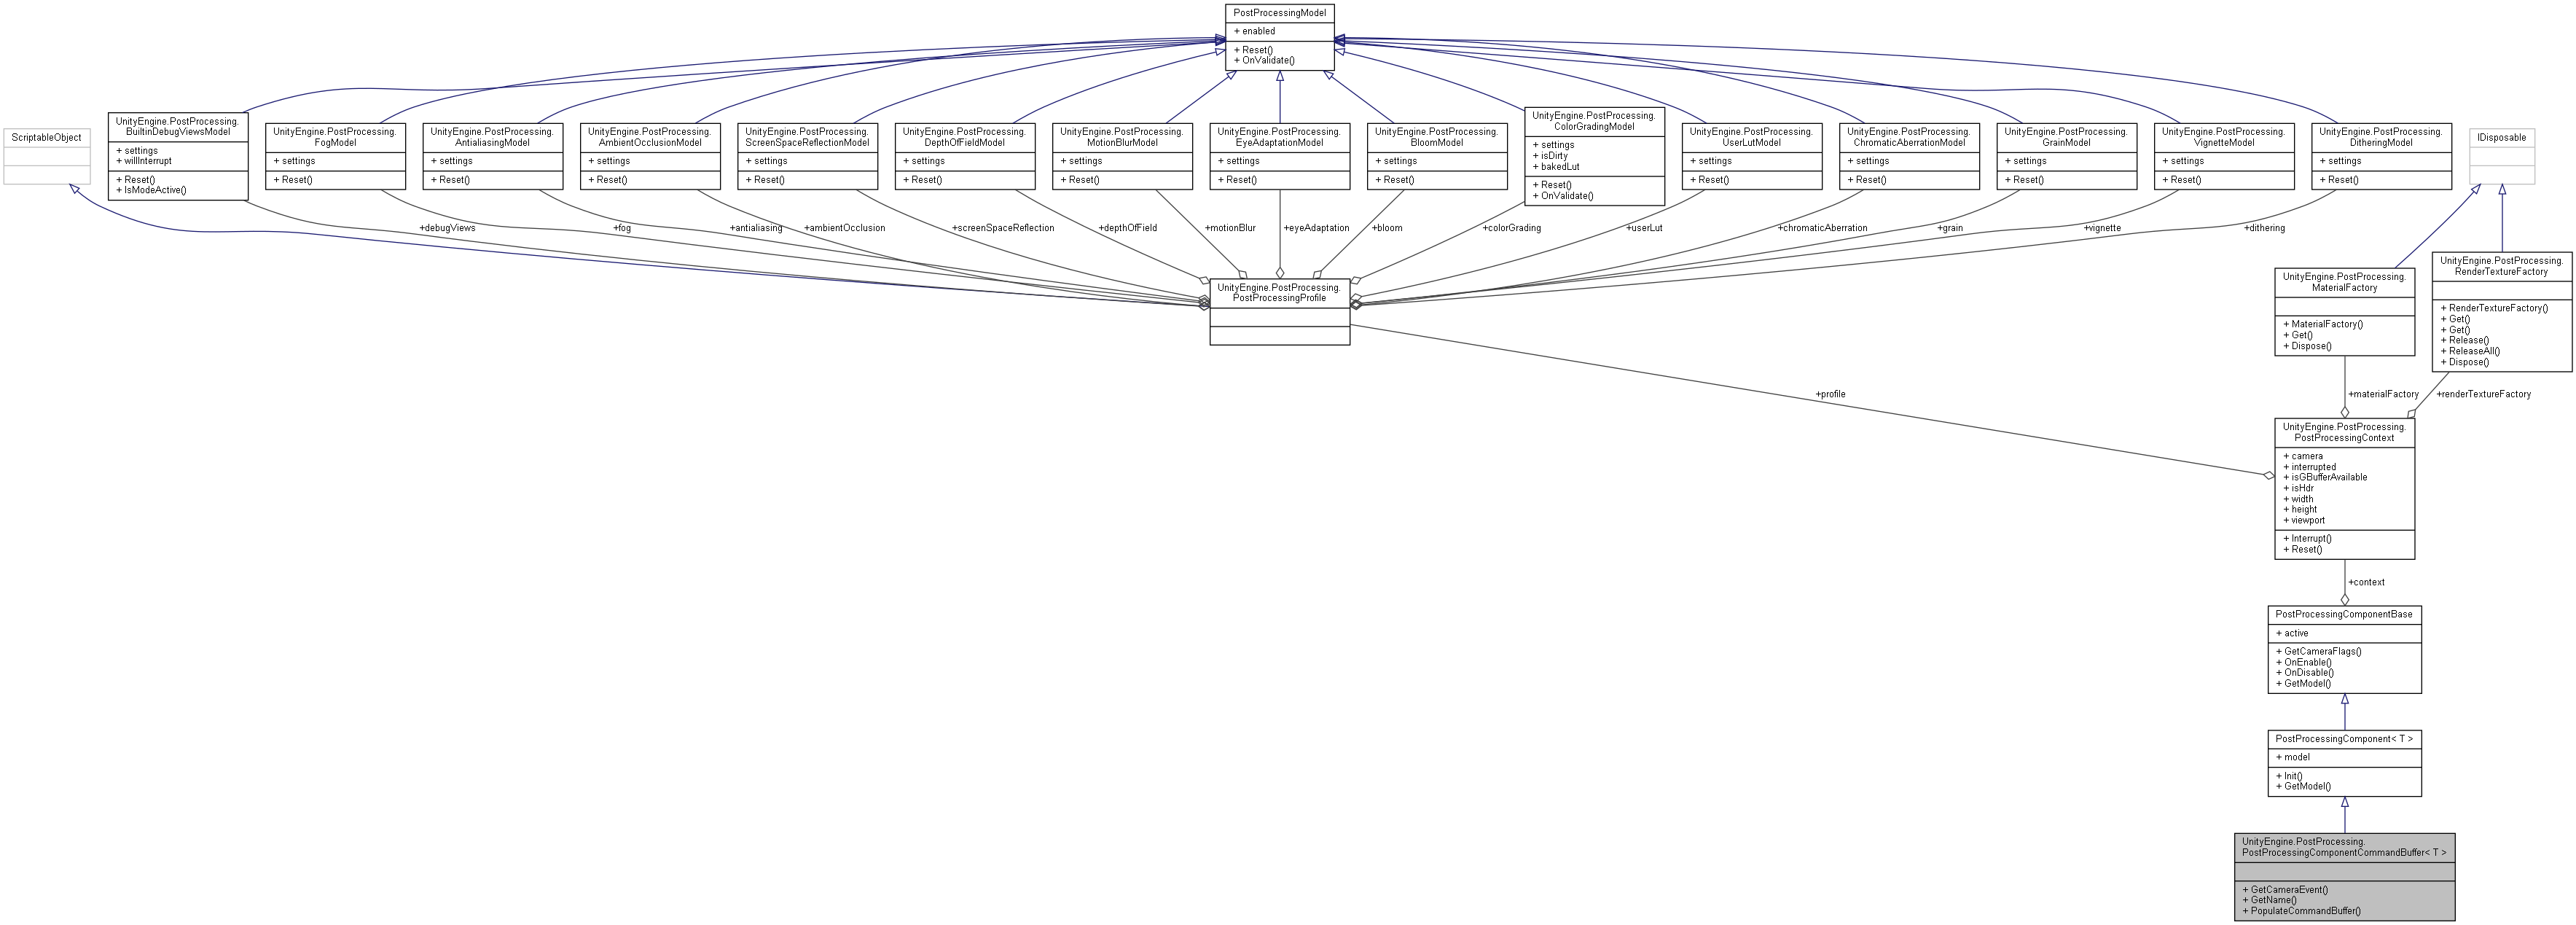 PostProcessingModel
+ enabled
+ Reset()
+ OnValidate()
ScriptableObject
UnityEngine.PostProcessing.
BuiltinDebugViewsModel
+ settings
+ willInterrupt
+ Reset()
+ IsModeActive()
UnityEngine.PostProcessing.
FogModel
+ settings
+ Reset()
UnityEngine.PostProcessing.
AntialiasingModel
+ settings
+ Reset()
UnityEngine.PostProcessing.
AmbientOcclusionModel
+ settings
+ Reset()
UnityEngine.PostProcessing.
ScreenSpaceReflectionModel
+ settings
+ Reset()
UnityEngine.PostProcessing.
DepthOfFieldModel
+ settings
+ Reset()
UnityEngine.PostProcessing.
MotionBlurModel
+ settings
+ Reset()
UnityEngine.PostProcessing.
EyeAdaptationModel
+ settings
+ Reset()
UnityEngine.PostProcessing.
BloomModel
+ settings
+ Reset()
UnityEngine.PostProcessing.
ColorGradingModel
+ settings
+ isDirty
+ bakedLut
+ Reset()
+ OnValidate()
UnityEngine.PostProcessing.
UserLutModel
+ settings
+ Reset()
UnityEngine.PostProcessing.
ChromaticAberrationModel
+ settings
+ Reset()
UnityEngine.PostProcessing.
GrainModel
+ settings
+ Reset()
UnityEngine.PostProcessing.
VignetteModel
+ settings
+ Reset()
UnityEngine.PostProcessing.
DitheringModel
+ settings
+ Reset()
IDisposable
+debugViews
+fog
+antialiasing
+ambientOcclusion
+screenSpaceReflection
+depthOfField
+motionBlur
+eyeAdaptation
+bloom
+colorGrading
+userLut
+chromaticAberration
+grain
+vignette
+dithering
UnityEngine.PostProcessing.
PostProcessingProfile
UnityEngine.PostProcessing.
MaterialFactory
+ MaterialFactory()
+ Get()
+ Dispose()
UnityEngine.PostProcessing.
RenderTextureFactory
+ RenderTextureFactory()
+ Get()
+ Get()
+ Release()
+ ReleaseAll()
+ Dispose()
+profile
+materialFactory
+renderTextureFactory
UnityEngine.PostProcessing.
PostProcessingContext
+ camera
+ interrupted
+ isGBufferAvailable
+ isHdr
+ width
+ height
+ viewport
+ Interrupt()
+ Reset()
+context
PostProcessingComponentBase
+ active
+ GetCameraFlags()
+ OnEnable()
+ OnDisable()
+ GetModel()
PostProcessingComponent< T >
+ model
+ Init()
+ GetModel()
UnityEngine.PostProcessing.
PostProcessingComponentCommandBuffer< T >
+ GetCameraEvent()
+ GetName()
+ PopulateCommandBuffer()